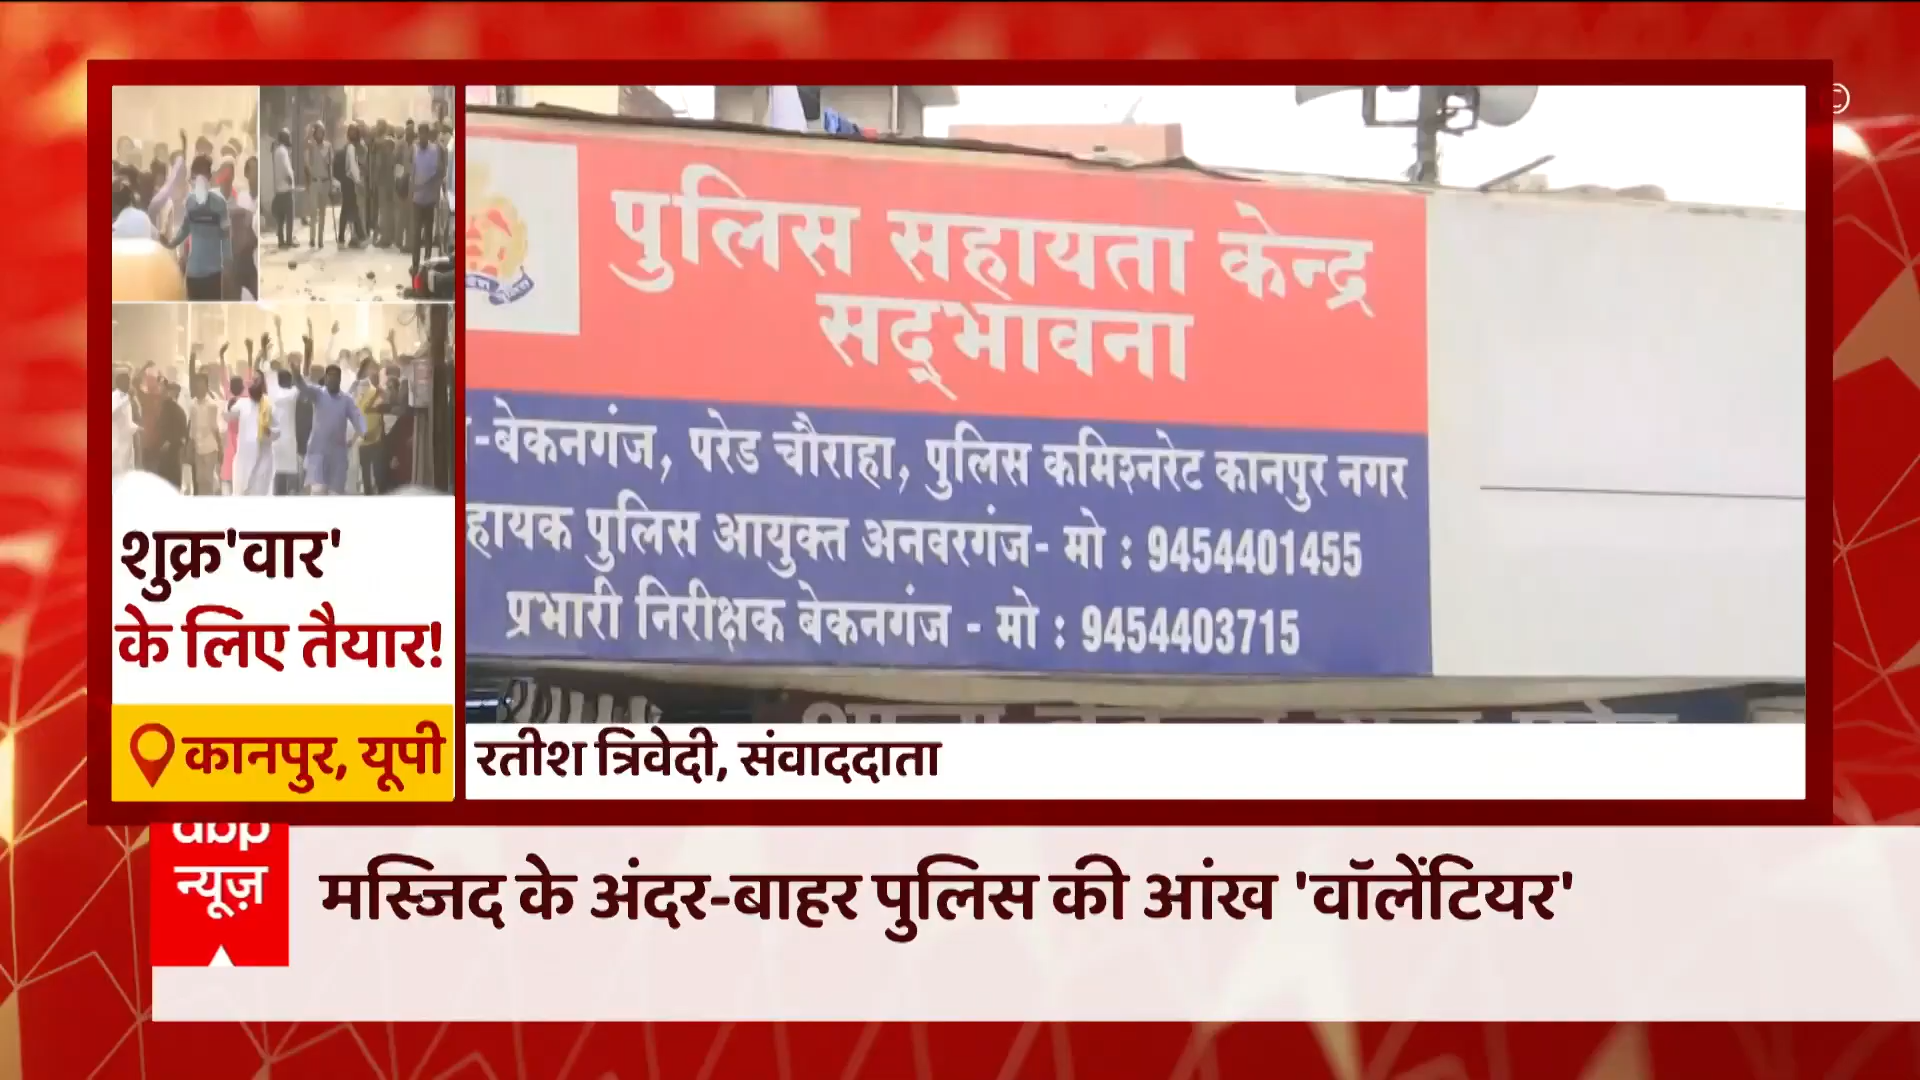 ©
पुलिस सहायता केन्द्र
सद्भावना
-बेकनगंज, परेड चौराहा, पुलिस कमिश्नरेट कानपुर नगर
हायक पुलिस आयुक्त अनवरगंज- मो : 9454401455
प्रभारी निरीक्षक बेकनगंज - मो : 9454403715
शुक्र'वार'
के लिए तैयार!
कानपुर, यूपी
रतीश त्रिवेदी, संवाददाता
abp
न्यूज़
मस्जिद के अंदर-बाहर पुलिस की आंख 'वॉलेंटियर'